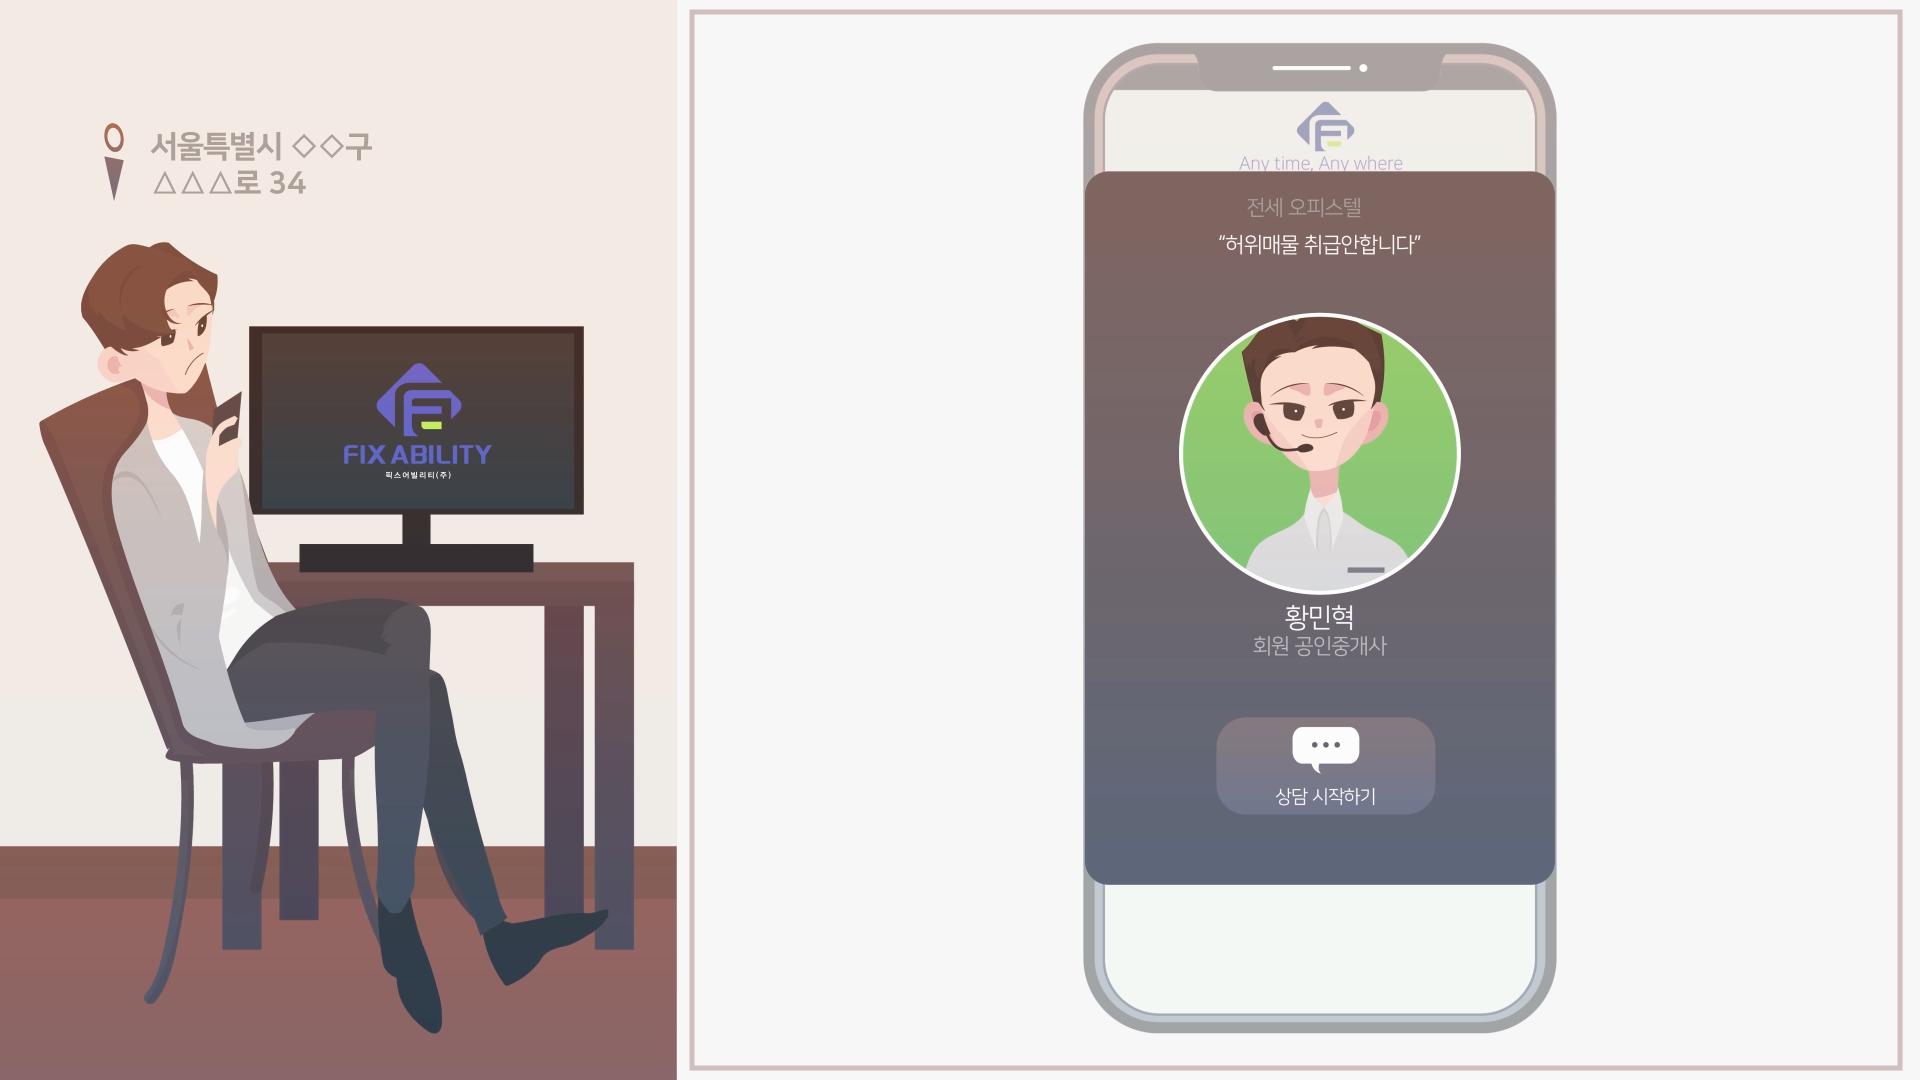 서울특별시 ◇◇구
△△△로 34
FIX ABILITY
픽스어빌리티(주)
Any time, Any where
전세 오피스텔
“허위매물 취급안합니다”
황민혁
회원 공인중개사
상담 시작하기